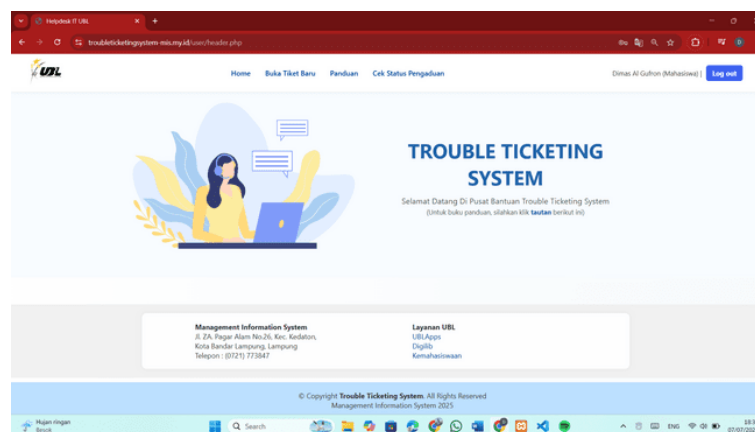 Helpdesk IT UBL
troubleticketingsystem-mis.my.id/user/header.php
UBL
Home Buka Tiket Baru Panduan Cek Status Pengaduan
Dimas Al Gufron (Mahasiswa) | Log out
TROUBLE TICKETING
SYSTEM
Selamat Datang Di Pusat Bantuan Trouble Ticketing System
(Untuk buku panduan, silahkan klik tautan berikut ini)
Management Information System
Jl. ZA. Pagar Alam No.26, Kec. Kedaton,
Kota Bandar Lampung, Lampung
Telepon : (0721) 773847
Layanan UBL
UBLApps
Digilib
Kemahasiswaan
© Copyright Trouble Ticketing System. All Rights Reserved
Management Information System 2025
Hujan ringan
Besok
Search
ENG